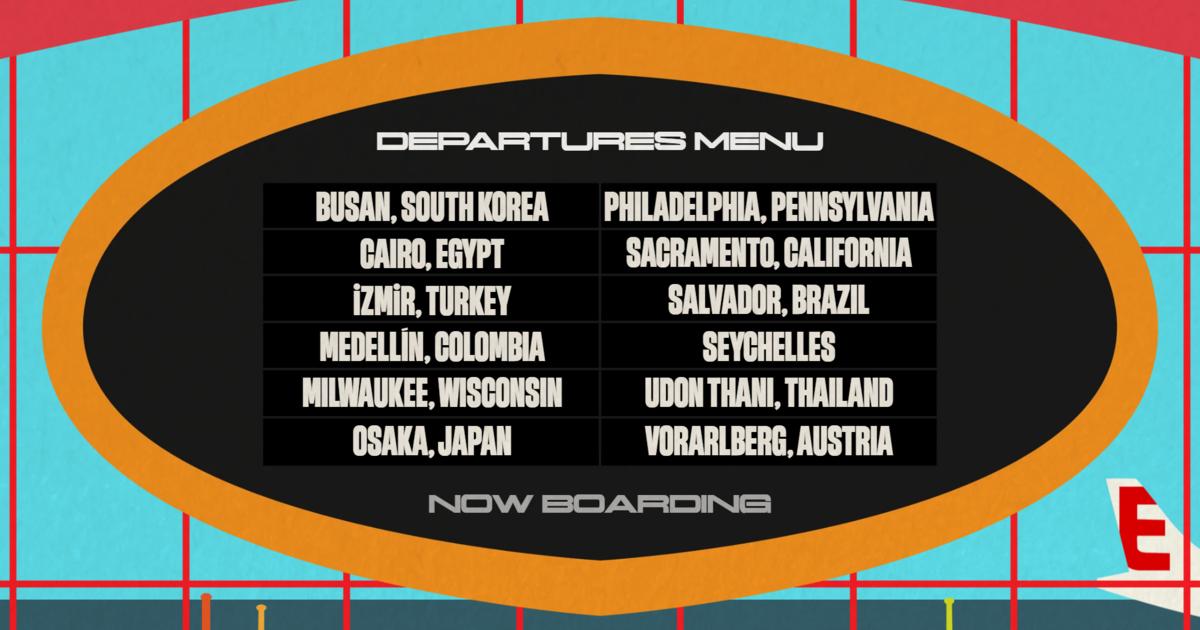 DEPARTURES MENU
BUSAN, SOUTH KOREA
PHILADELPHIA, PENNSYLVANIA
CAIRO, EGYPT
SACRAMENTO, CALIFORNIA
iZMiR, TURKEY
SALVADOR, BRAZIL
MEDELLÍN, COLOMBIA
SEYCHELLES
MILWAUKEE, WISCONSIN
UDON THANI, THAILAND
OSAKA, JAPAN
VORARLBERG, AUSTRIA
NOW BOARDING
E